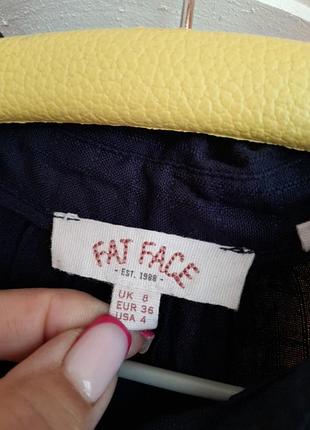 FAT FACE
- EST. 1988 -
UK 8
EUR 36
USA 4